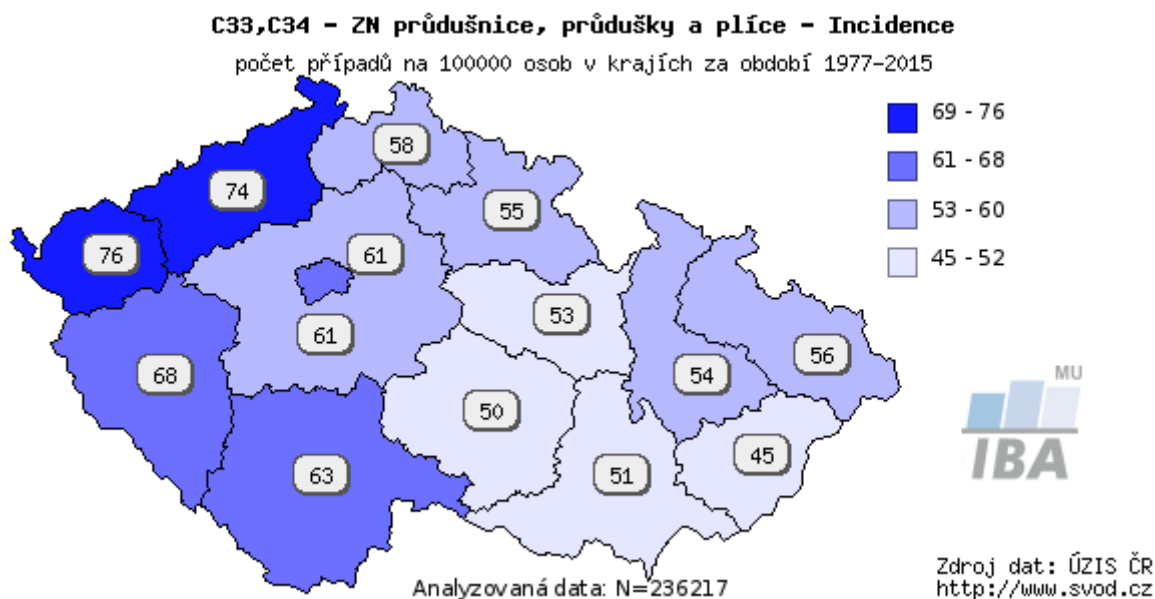 C33,C34 - ZN průdušnice, průdušky a plíce - Incidence
počet případů na 100000 osob v krajích za období 1977-2015
69 - 76
61 - 68
53 - 60
45 - 52
58
74
55
76
61
53
61
56
68
54
50
45
63
51
MU
IBA
Analyzovaná data: N=236217
Zdroj dat: ÚZIS ČR
http://www.svod.cz